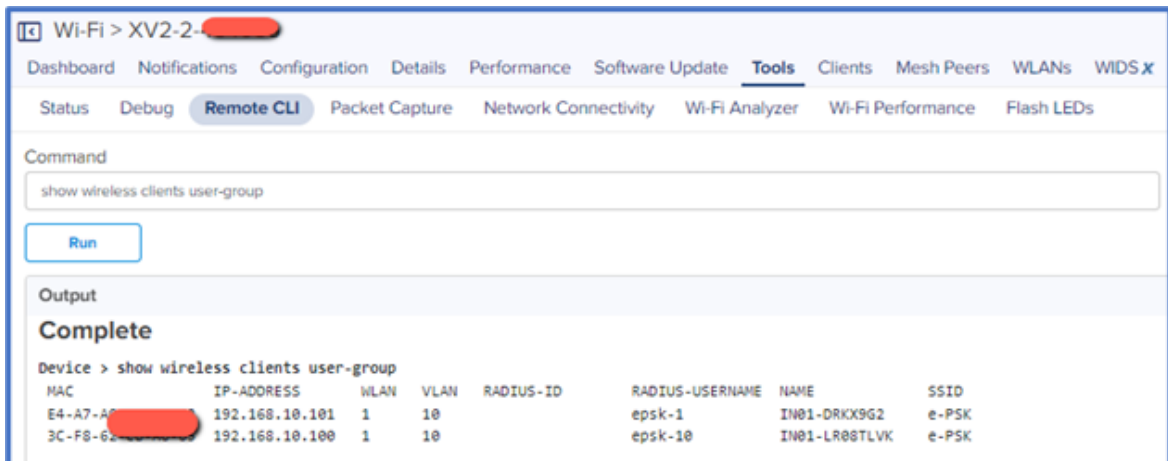 Wi-Fi > XV2-2-
Dashboard Notifications Configuration Details Performance Software Update Tools Clients Mesh Peers WLANs WIDS X
Status Debug Remote CLI Packet Capture Network Connectivity Wi-Fi Analyzer Wi-Fi Performance Flash LEDs
Command
show wireless clients user-group
Run
Output
Complete
Device > show wireless clients user-group
MAC IP-ADDRESS WLAN VLAN RADIUS-ID RADIUS-USERNAME NAME SSID
E4-A7- 192.168.10.101 1 10 epsk-1 IN01-DRKX9G2 e-PSK
3C-F8-62- 192.168.10.100 1 10 epsk-10 IN01-LR08TLVK e-PSK